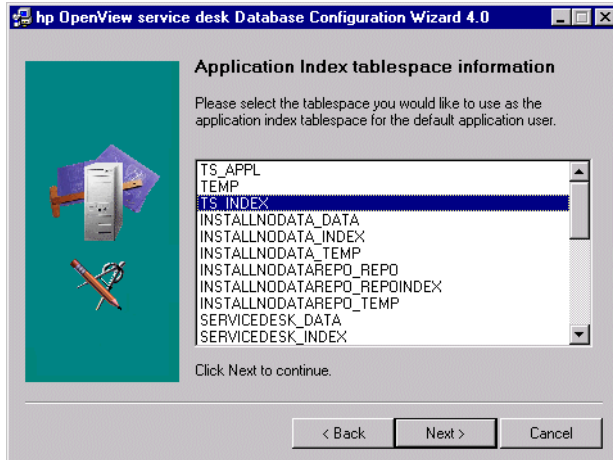 hp OpenView service desk Database Configuration Wizard 4.0
Application Index tablespace information
Please select the tablespace you would like to use as the
application index tablespace for the default application user.
TS_APPL
TEMP
TS_INDEX
INSTALLNODATA_DATA
INSTALLNODATA_INDEX
INSTALLNODATA_TEMP
INSTALLNODATAREPO_REPO
INSTALLNODATAREPO_REPOINDEX
INSTALLNODATAREPO_TEMP
SERVICEDESK_DATA
SERVICEDESK_INDEX
Click Next to continue.
< Back Next > Cancel